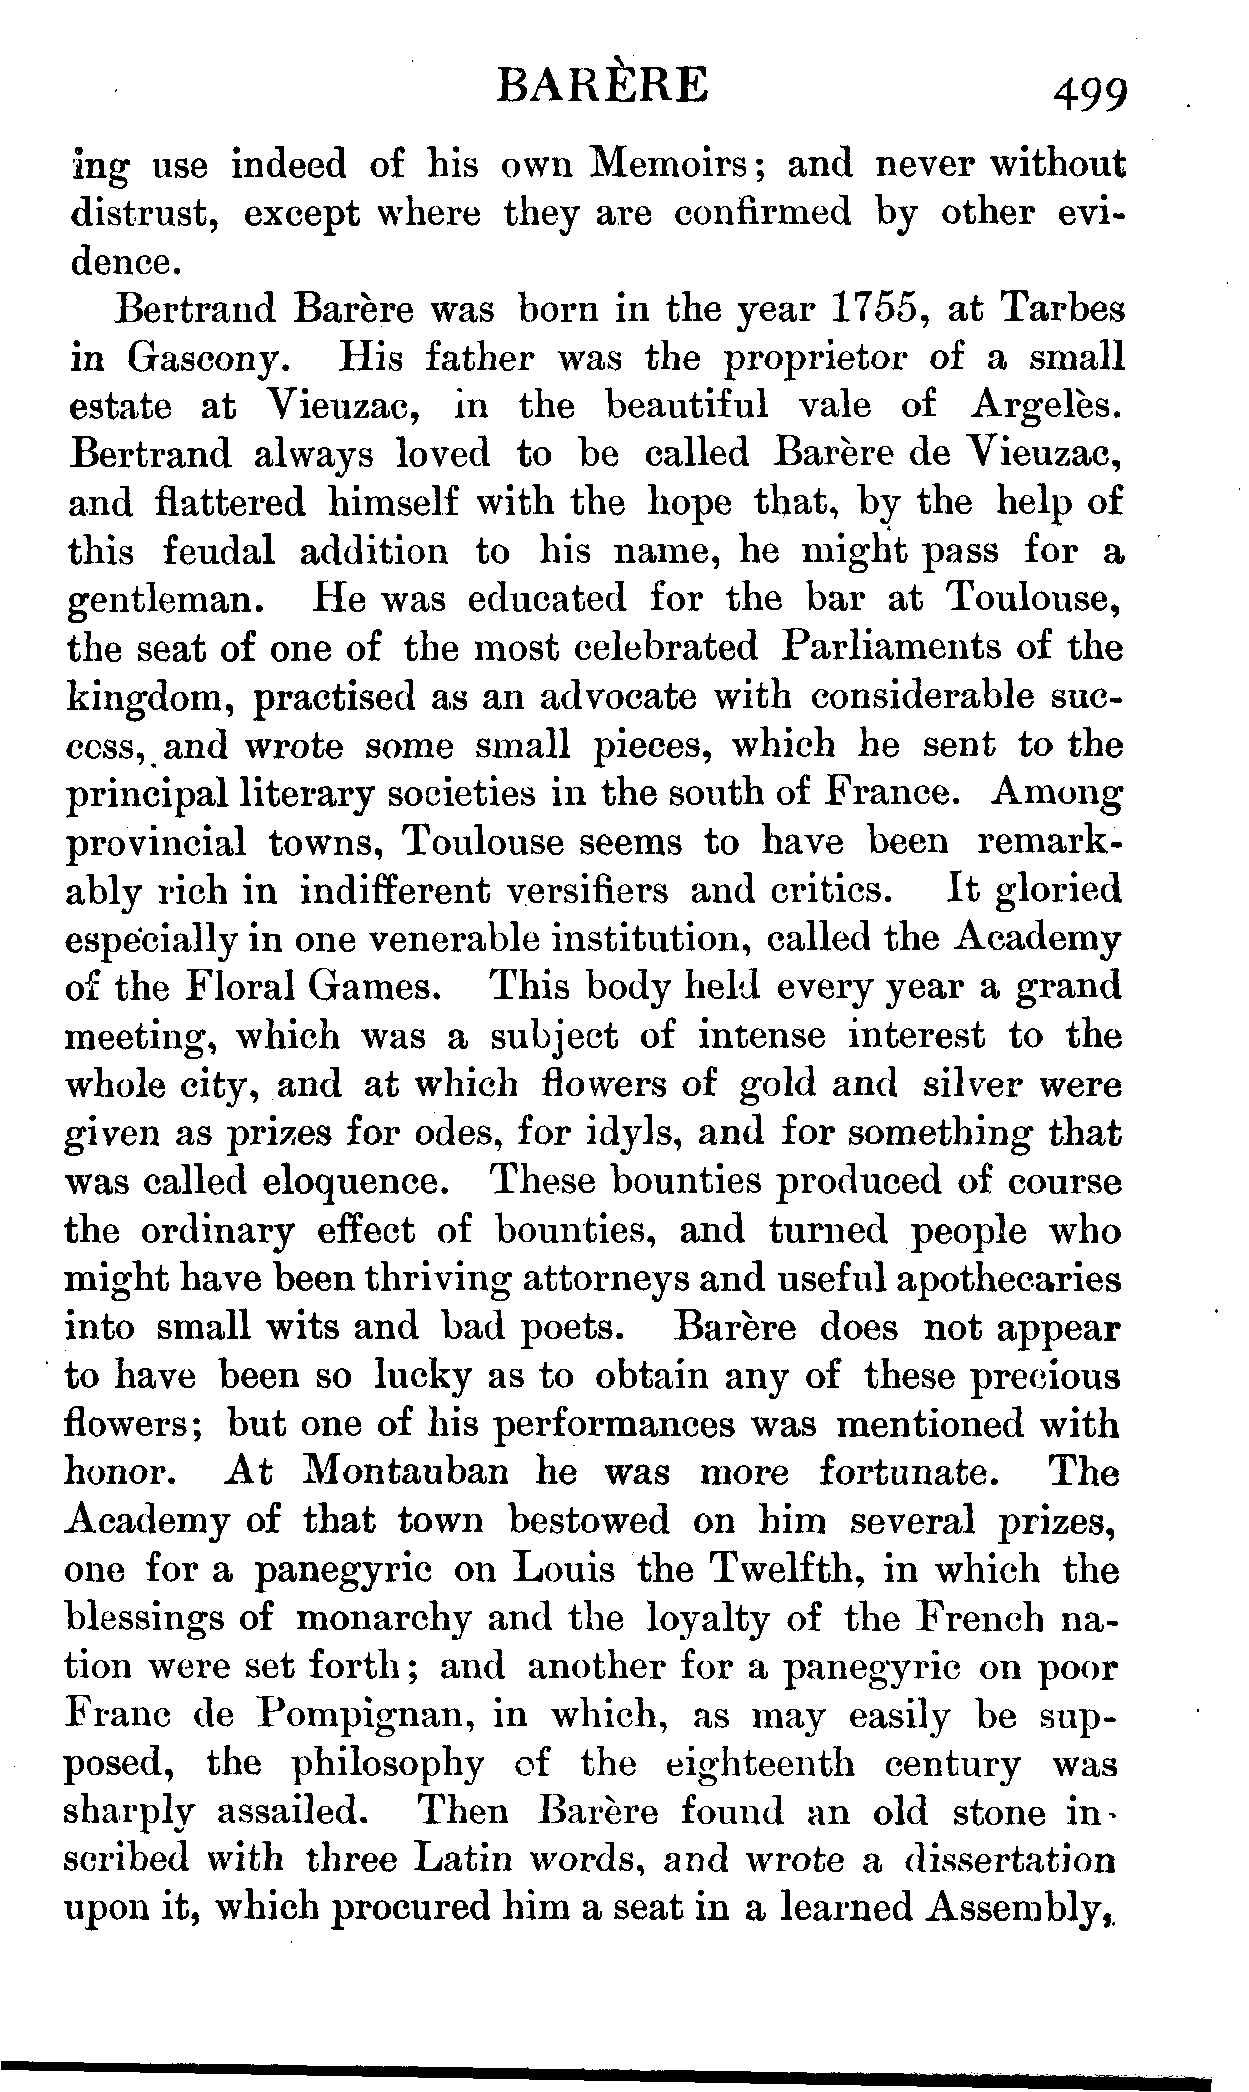 BARÈRE 499
ing use indeed of his own Memoirs; and never without
distrust, except where they are confirmed by other evi-
dence.
Bertrand Barère was born in the year 1755, at Tarbes
in Gascony. His father was the proprietor of a small
estate at Vieuzac, in the beautiful vale of Argelès.
Bertrand always loved to be called Barère de Vieuzac,
and flattered himself with the hope that, by the help of
this feudal addition to his name, he might pass for a
gentleman. He was educated for the bar at Toulouse,
the seat of one of the most celebrated Parliaments of the
kingdom, practised as an advocate with considerable suc-
cess, and wrote some small pieces, which he sent to the
principal literary societies in the south of France. Among
provincial towns, Toulouse seems to have been remark-
ably rich in indifferent versifiers and critics. It gloried
especially in one venerable institution, called the Academy
of the Floral Games. This body held every year a grand
meeting, which was a subject of intense interest to the
whole city, and at which flowers of gold and silver were
given as prizes for odes, for idyls, and for something that
was called eloquence. These bounties produced of course
the ordinary effect of bounties, and turned people who
might have been thriving attorneys and useful apothecaries
into small wits and bad poets. Barère does not appear
to have been so lucky as to obtain any of these precious
flowers; but one of his performances was mentioned with
honor. At Montauban he was more fortunate. The
Academy of that town bestowed on him several prizes,
one for a panegyric on Louis the Twelfth, in which the
blessings of monarchy and the loyalty of the French na-
tion were set forth; and another for a panegyric on poor
Franc de Pompignan, in which, as may easily be sup-
posed, the philosophy of the eighteenth century was
sharply assailed. Then Barère found an old stone in-
scribed with three Latin words, and wrote a dissertation
upon it, which procured him a seat in a learned Assembly,